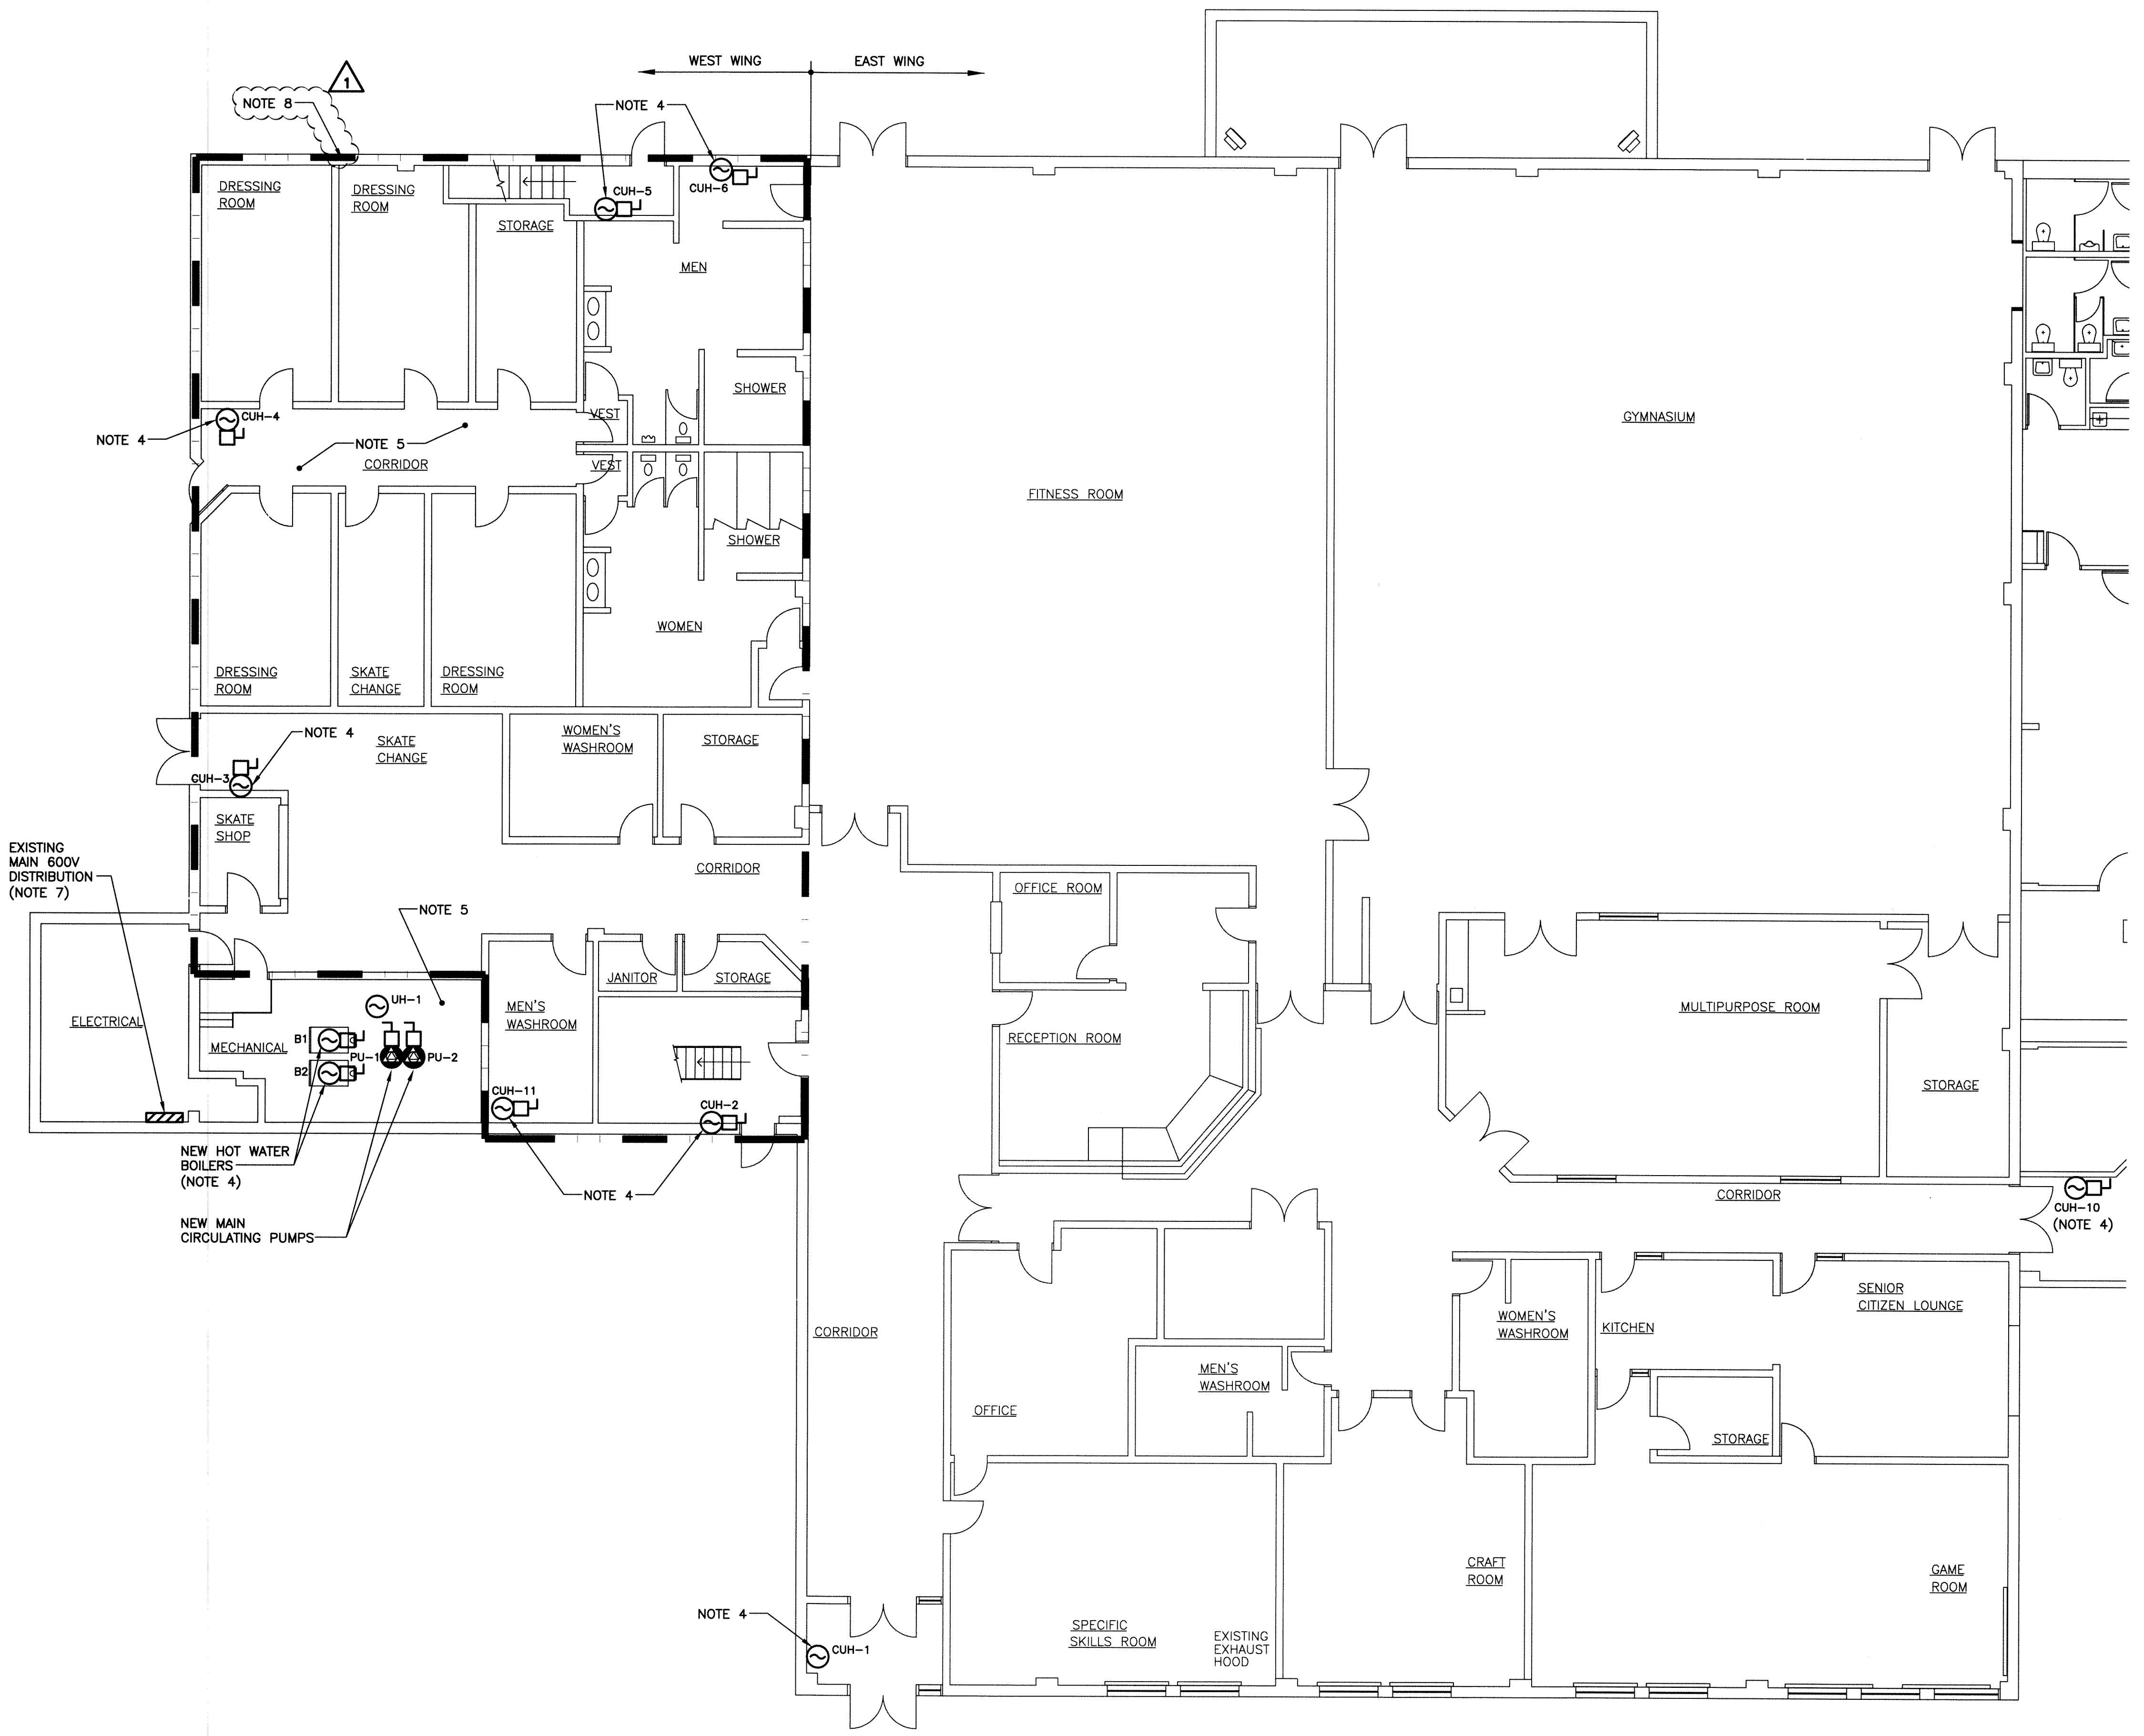 WEST WING
EAST WING
1
NOTE 8
NOTE 4
DRESSING
ROOM
DRESSING
ROOM
CUH-5
CUH-6
STORAGE
MEN
SHOWER
CUH-4
VEST
NOTE 4
NOTE 5
CORRIDOR
VEST
GYMNASIUM
FITNESS ROOM
SHOWER
WOMEN
DRESSING
ROOM
SKATE
CHANGE
DRESSING
ROOM
NOTE 4
SKATE
CHANGE
WOMEN'S
WASHROOM
STORAGE
CUH-3
SKATE
SHOP
EXISTING
MAIN 600V
DISTRIBUTION
(NOTE 7)
CORRIDOR
OFFICE ROOM
NOTE 5
JANITOR
STORAGE
UH-1
MEN'S
WASHROOM
ELECTRICAL
MECHANICAL
B1
PU-1
PU-2
B2
RECEPTION ROOM
MULTIPURPOSE ROOM
STORAGE
CUH-11
CUH-2
NEW HOT WATER
BOILERS
(NOTE 4)
NOTE 4
NEW MAIN
CIRCULATING PUMPS
CORRIDOR
CUH-10
(NOTE 4)
SENIOR
CITIZEN LOUNGE
WOMEN'S
WASHROOM
KITCHEN
CORRIDOR
MEN'S
WASHROOM
OFFICE
STORAGE
CRAFT
ROOM
GAME
ROOM
NOTE 4
CUH-1
SPECIFIC
SKILLS ROOM
EXISTING
EXHAUST
HOOD